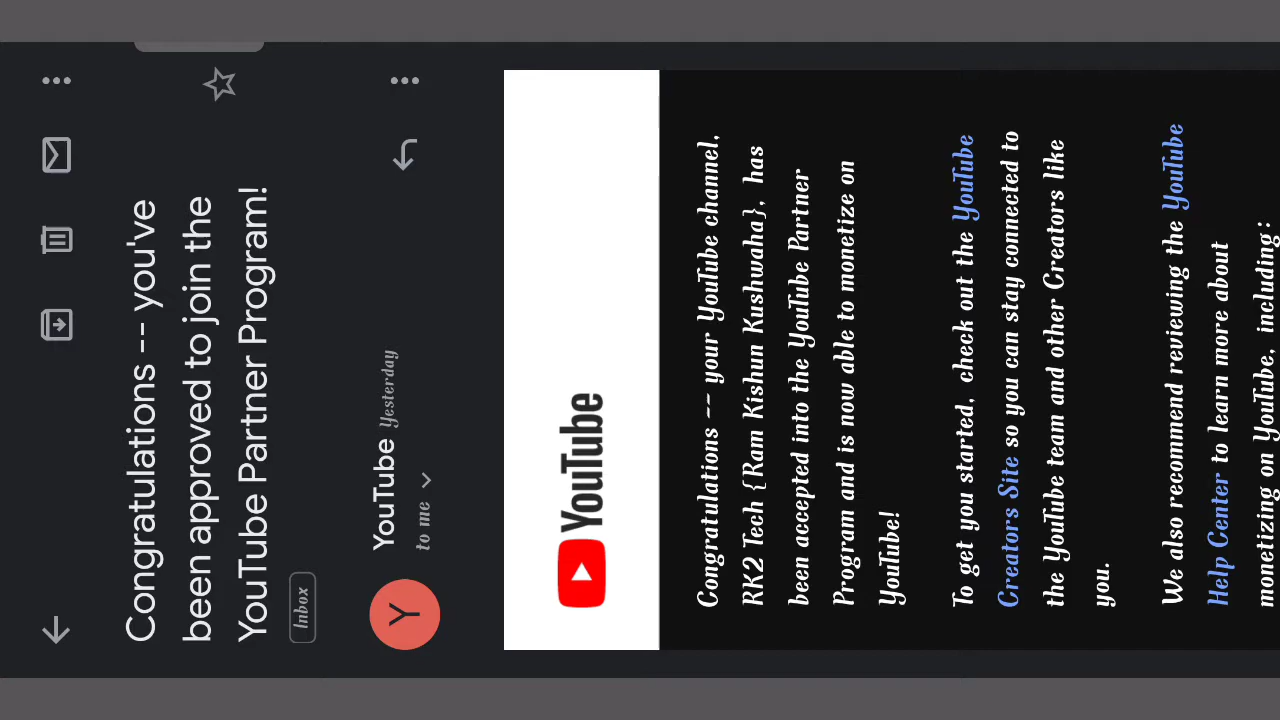 Congratulations -- you've
been approved to join the
YouTube Partner Program!
Inbox
Y
YouTube Yesterday
to me
YouTube
Congratulations -- your YouTube channel,
RK2 Tech {Ram Kishun Kushwaha}, has
been accepted into the YouTube Partner
Program and is now able to monetize on
YouTube!
To get you started, check out the YouTube
Creators Site so you can stay connected to
the YouTube team and other Creators like
you.
We also recommend reviewing the YouTube
Help Center to learn more about
monetizing on YouTube, including: